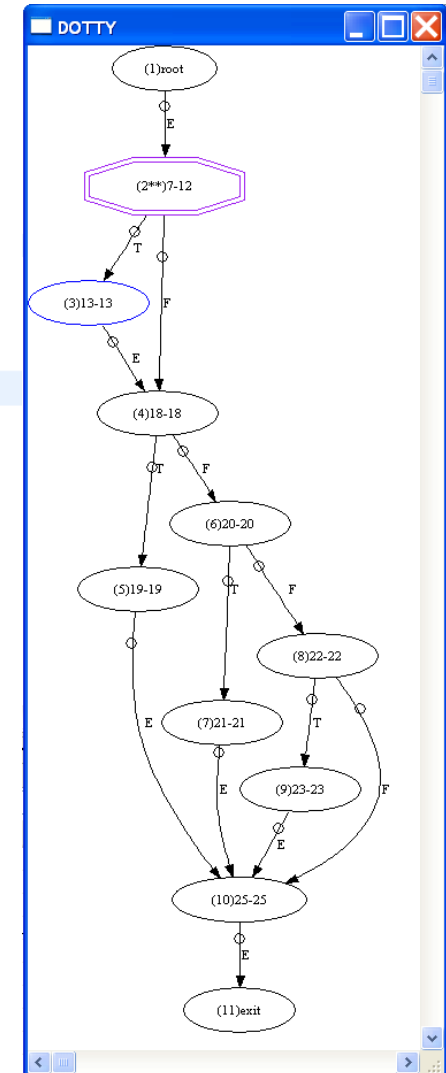 DOTTY
(1)root
E
(2**)7-12
T
(3)13-13
F
E
(4)18-18
T
F
(6)20-20
(5)19-19
T
F
(8)22-22
(7)21-21
T
E
(9)23-23
E
F
E
(10)25-25
E
(11)exit